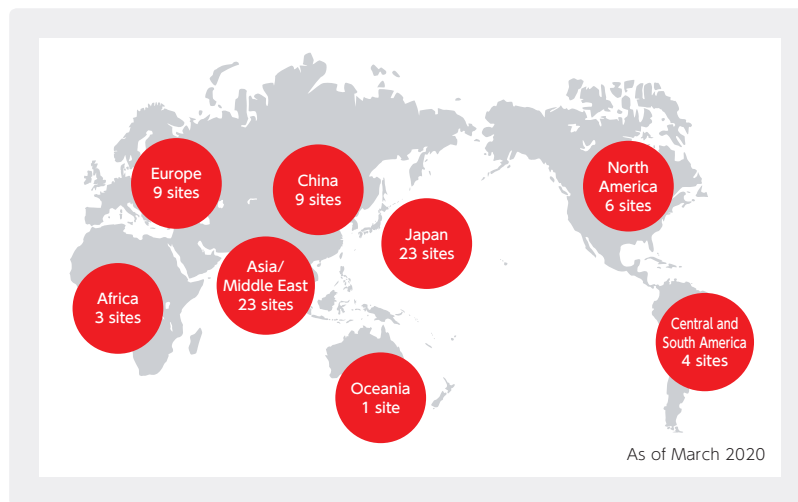 Europe
9 sites
China
9 sites
North
America
6 sites
Japan
23 sites
Asia/
Middle East
23 sites
Africa
3 sites
Central and
South America
4 sites
Oceania
1 site
As of March 2020